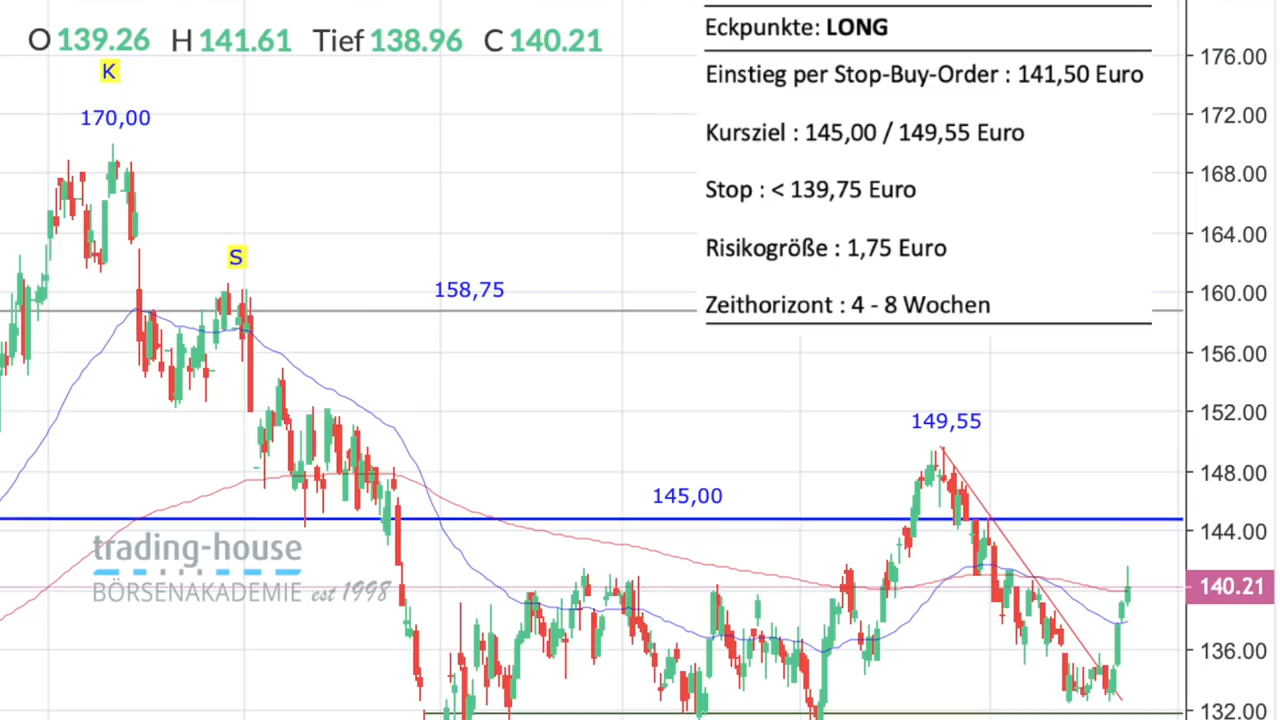 O 139.26 H 141.61 Tief 138.96 C 140.21
K
170,00
S
158,75
149,55
145,00
Eckpunkte: LONG
Einstieg per Stop-Buy-Order : 141,50 Euro
Kursziel : 145,00 / 149,55 Euro
Stop : < 139,75 Euro
Risikogröße : 1,75 Euro
Zeithorizont : 4 - 8 Wochen
trading-house
BÖRSENAKADEMIE est 1998
176.00
172.00
168.00
164.00
160.00
156.00
152.00
148.00
144.00
140.21
136.00
132.00